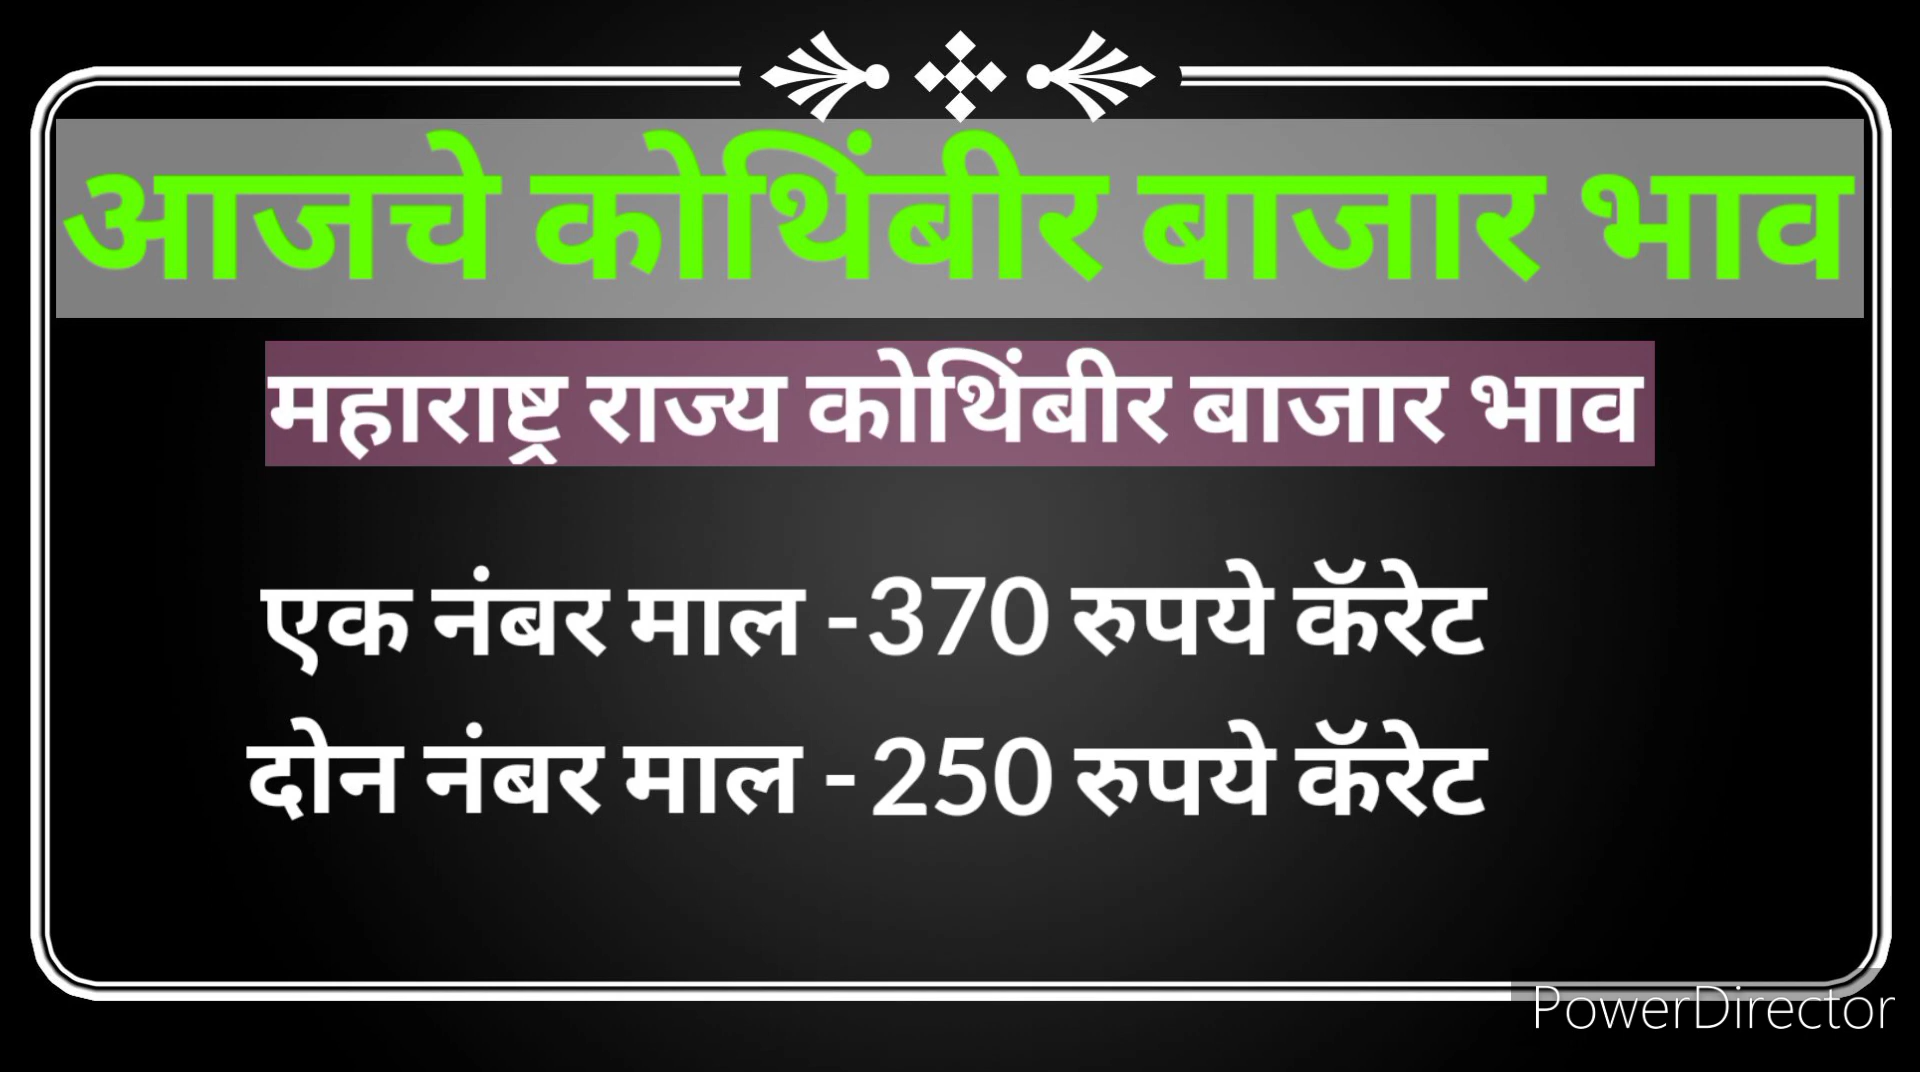 आजचे कोथिंबीर बाजार भाव
महाराष्ट्र राज्य कोथिंबीर बाजार भाव
एक नंबर माल -370 रुपये कॅरेट
दोन नंबर माल -250 रुपये कॅरेट
PowerDirector